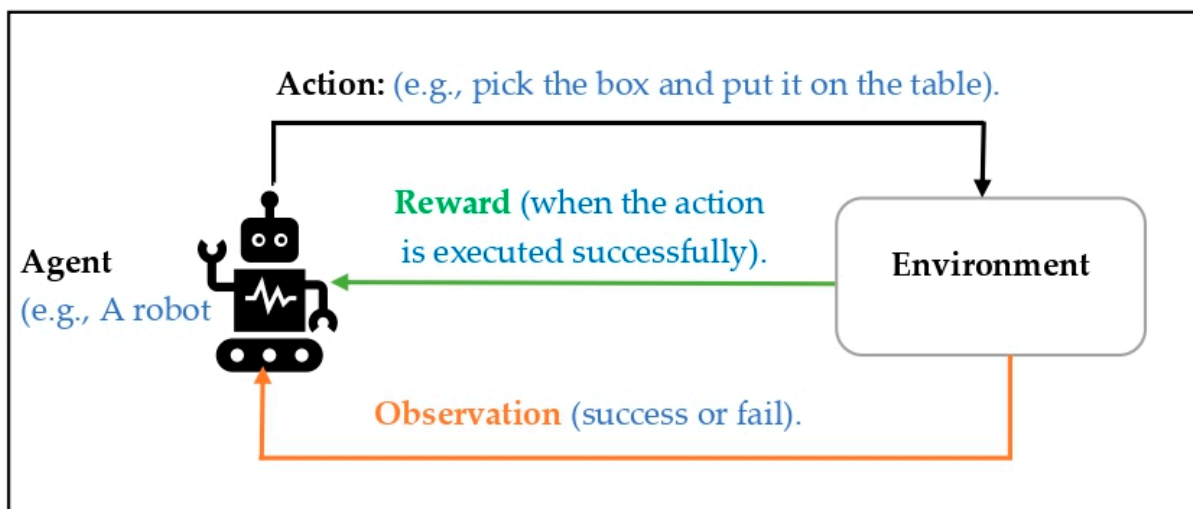 Action: (e.g., pick the box and put it on the table).
Reward (when the action
is executed successfully).
Agent
(e.g., A robot
Environment
Observation (success or fail).